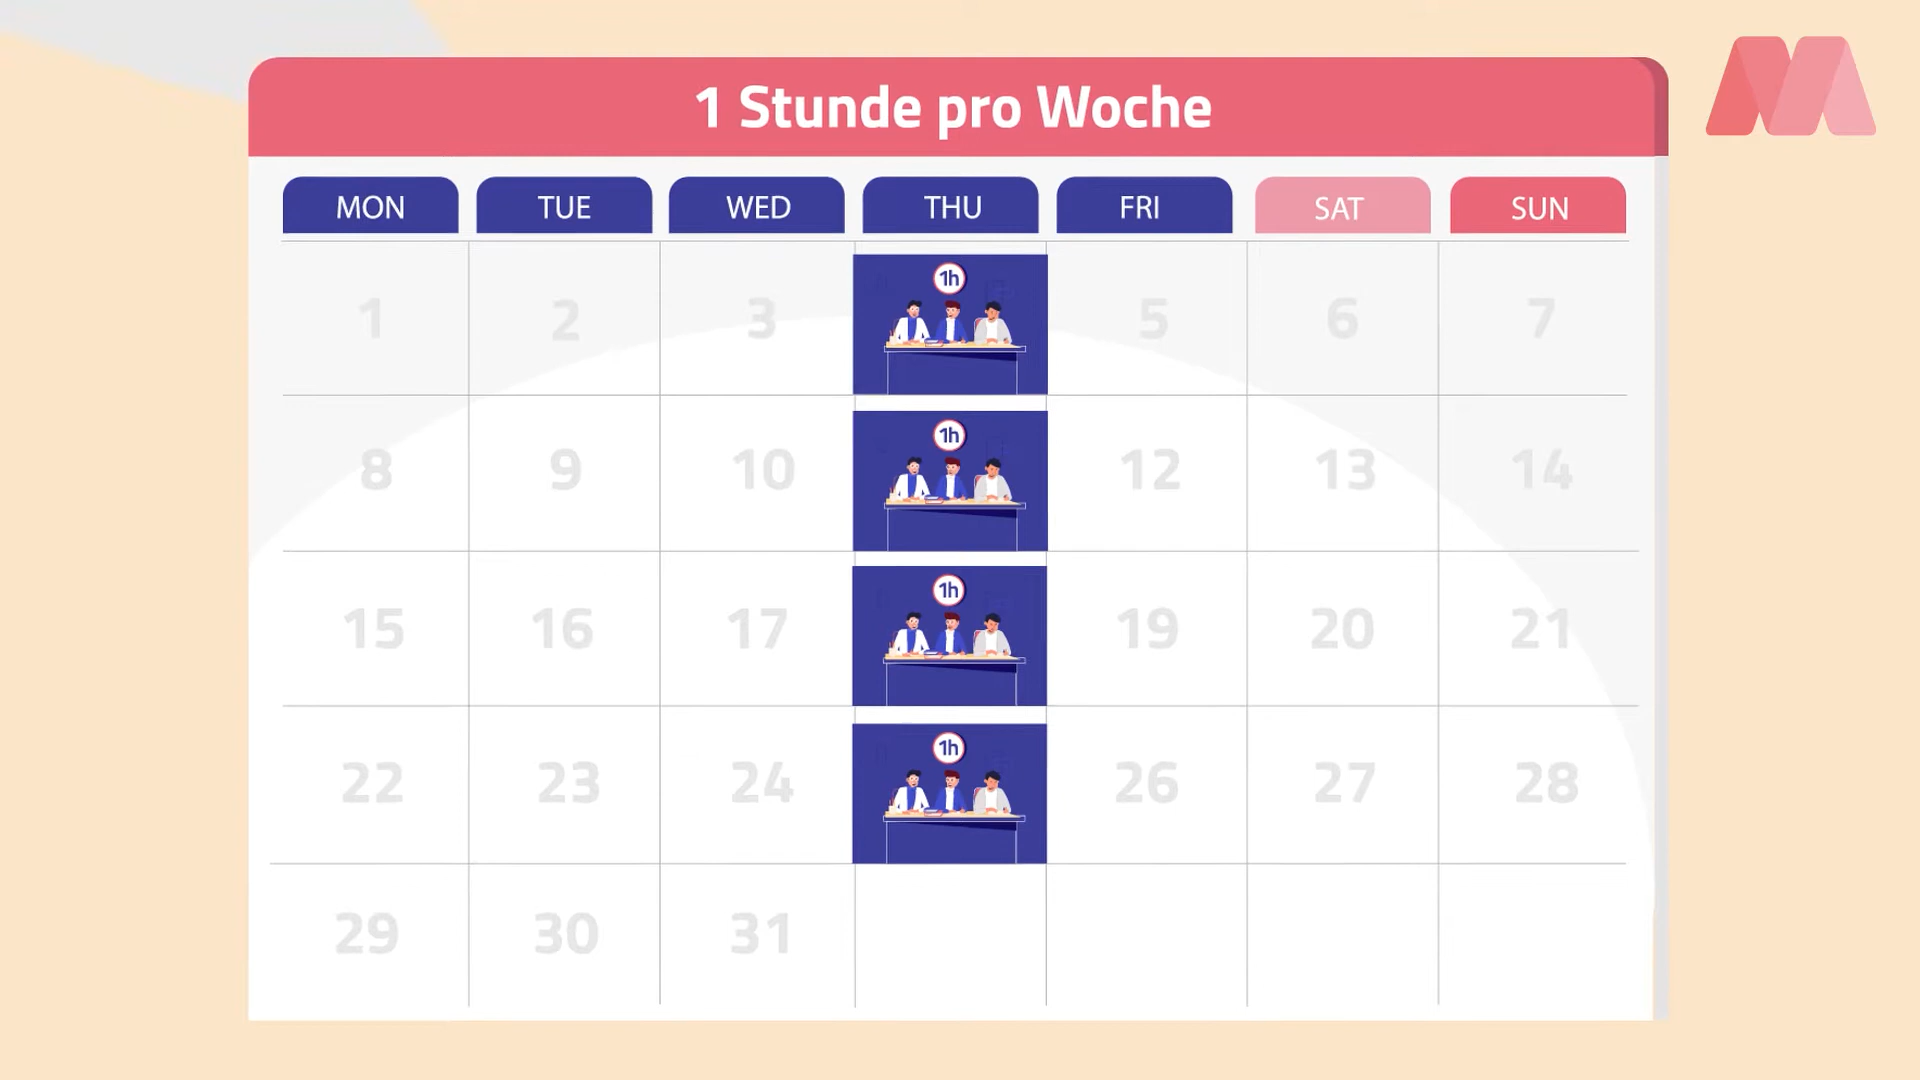 1 Stunde pro Woche
MON TUE WED THU FRI SAT SUN
1 2 3 1h 5 6 7
8 9 10 1h 12 13 14
15 16 17 1h 19 20 21
22 23 24 1h 26 27 28
29 30 31